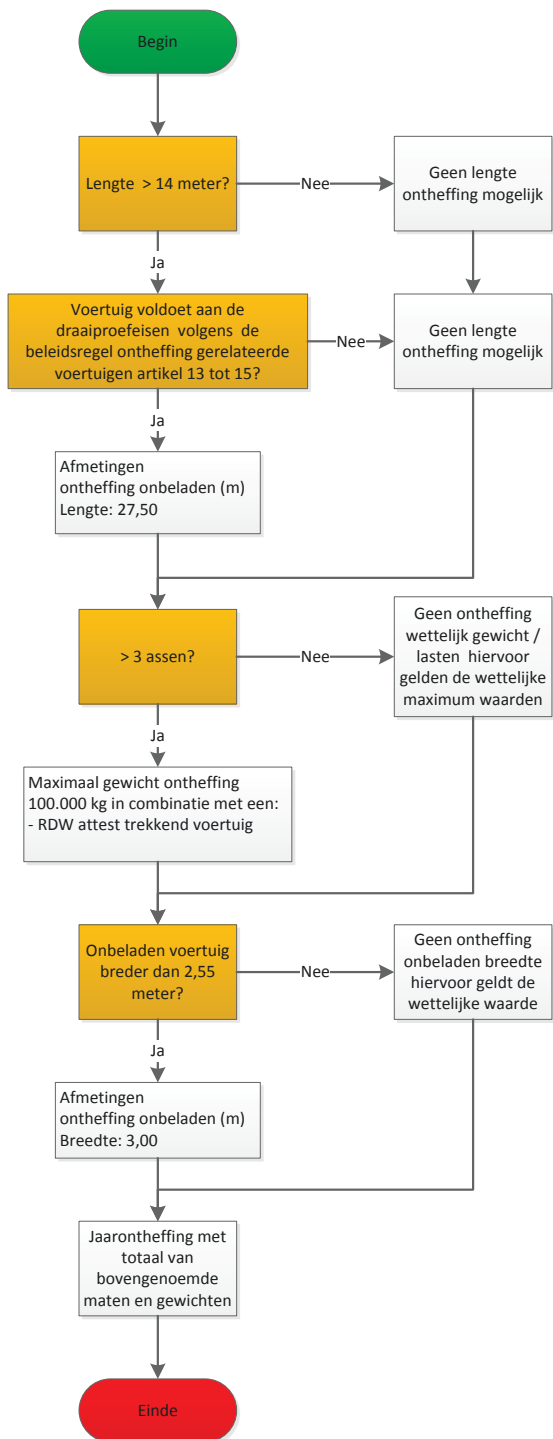 Begin
Lengte > 14 meter?
Nee
Geen lengte
ontheffing mogelijk
Ja
Voertuig voldoet aan de
draaiproefeisen volgens de
beleidsregel ontheffing gerelateerde
voertuigen artikel 13 tot 15?
Nee
Geen lengte
ontheffing mogelijk
Ja
Afmetingen
ontheffing onbeladen (m)
Lengte: 27,50
> 3 assen?
Nee
Geen ontheffing
wettelijk gewicht /
lasten hiervoor
gelden de wettelijke
maximum waarden
Ja
Maximaal gewicht ontheffing
100.000 kg in combinatie met een:
- RDW attest trekkend voertuig
Onbeladen voertuig
breder dan 2,55
meter?
Nee
Geen ontheffing
onbeladen breedte
hiervoor geldt de
wettelijke waarde
Ja
Afmetingen
ontheffing onbeladen (m)
Breedte: 3,00
Jaarontheffing met
totaal van
bovengenoemde
maten en gewichten
Einde